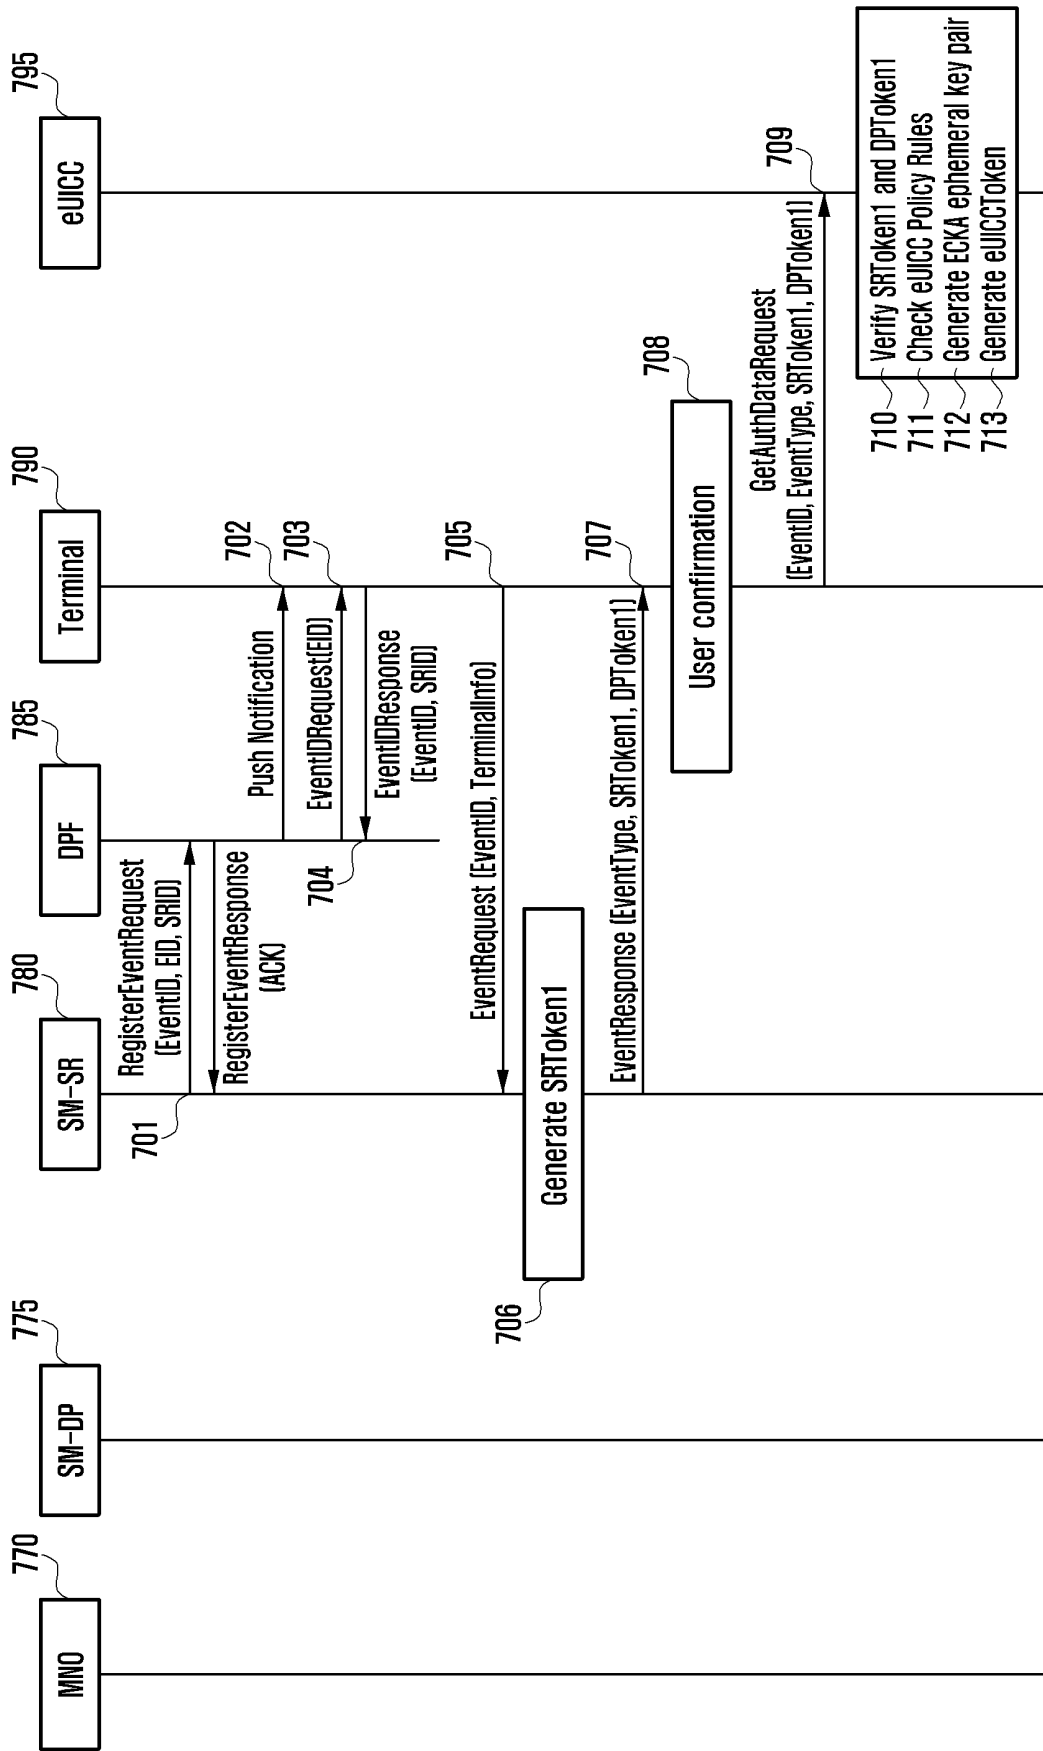 770
MNO
775
SM-DP
780
SM-SR
785
DPF
790
Terminal
795
eUICC
701
RegisterEventRequest
(EventID, EID, SRID)
RegisterEventResponse
(ACK)
702
Push Notification
703
EventIDRequest(EID)
704
EventIDResponse
(EventID, SRID)
705
EventRequest (EventID, TerminalInfo)
706
Generate SRToken1
707
EventResponse (EventType, SRToken1, DPToken1)
708
User confirmation
709
GetAuthDataRequest
(EventID, EventType, SRToken1, DPToken1)
710 Verify SRToken1 and DPToken1
711 Check eUICC Policy Rules
712 Generate ECKA ephemeral key pair
713 Generate eUICCToken